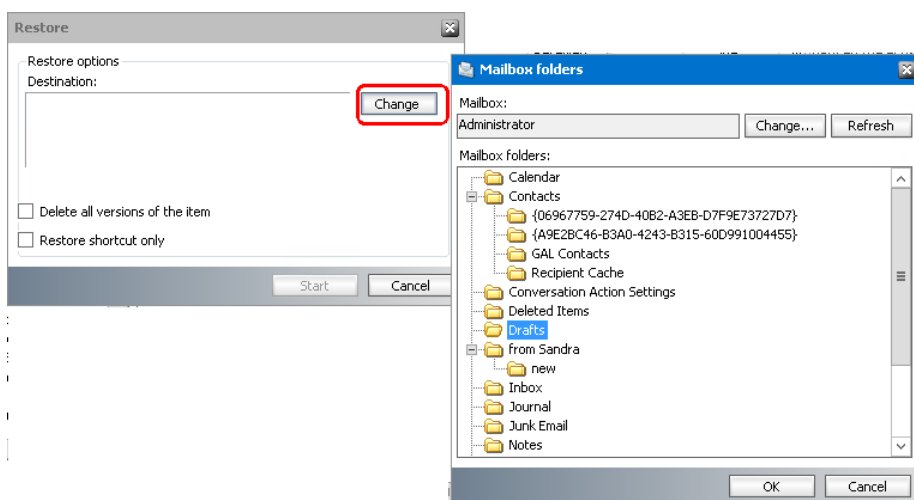 Restore
Restore options
Destination:
Change
Delete all versions of the item
Restore shortcut only
Start
Cancel
Mailbox folders
Mailbox:
Administrator
Change...
Refresh
Mailbox folders:
Calendar
Contacts
{06967759-274D-40B2-A3EB-D7F9E73727D7}
{A9E2BC46-B3A0-4243-B315-60D991004455}
GAL Contacts
Recipient Cache
Conversation Action Settings
Deleted Items
Drafts
from Sandra
new
Inbox
Journal
Junk Email
Notes
OK
Cancel